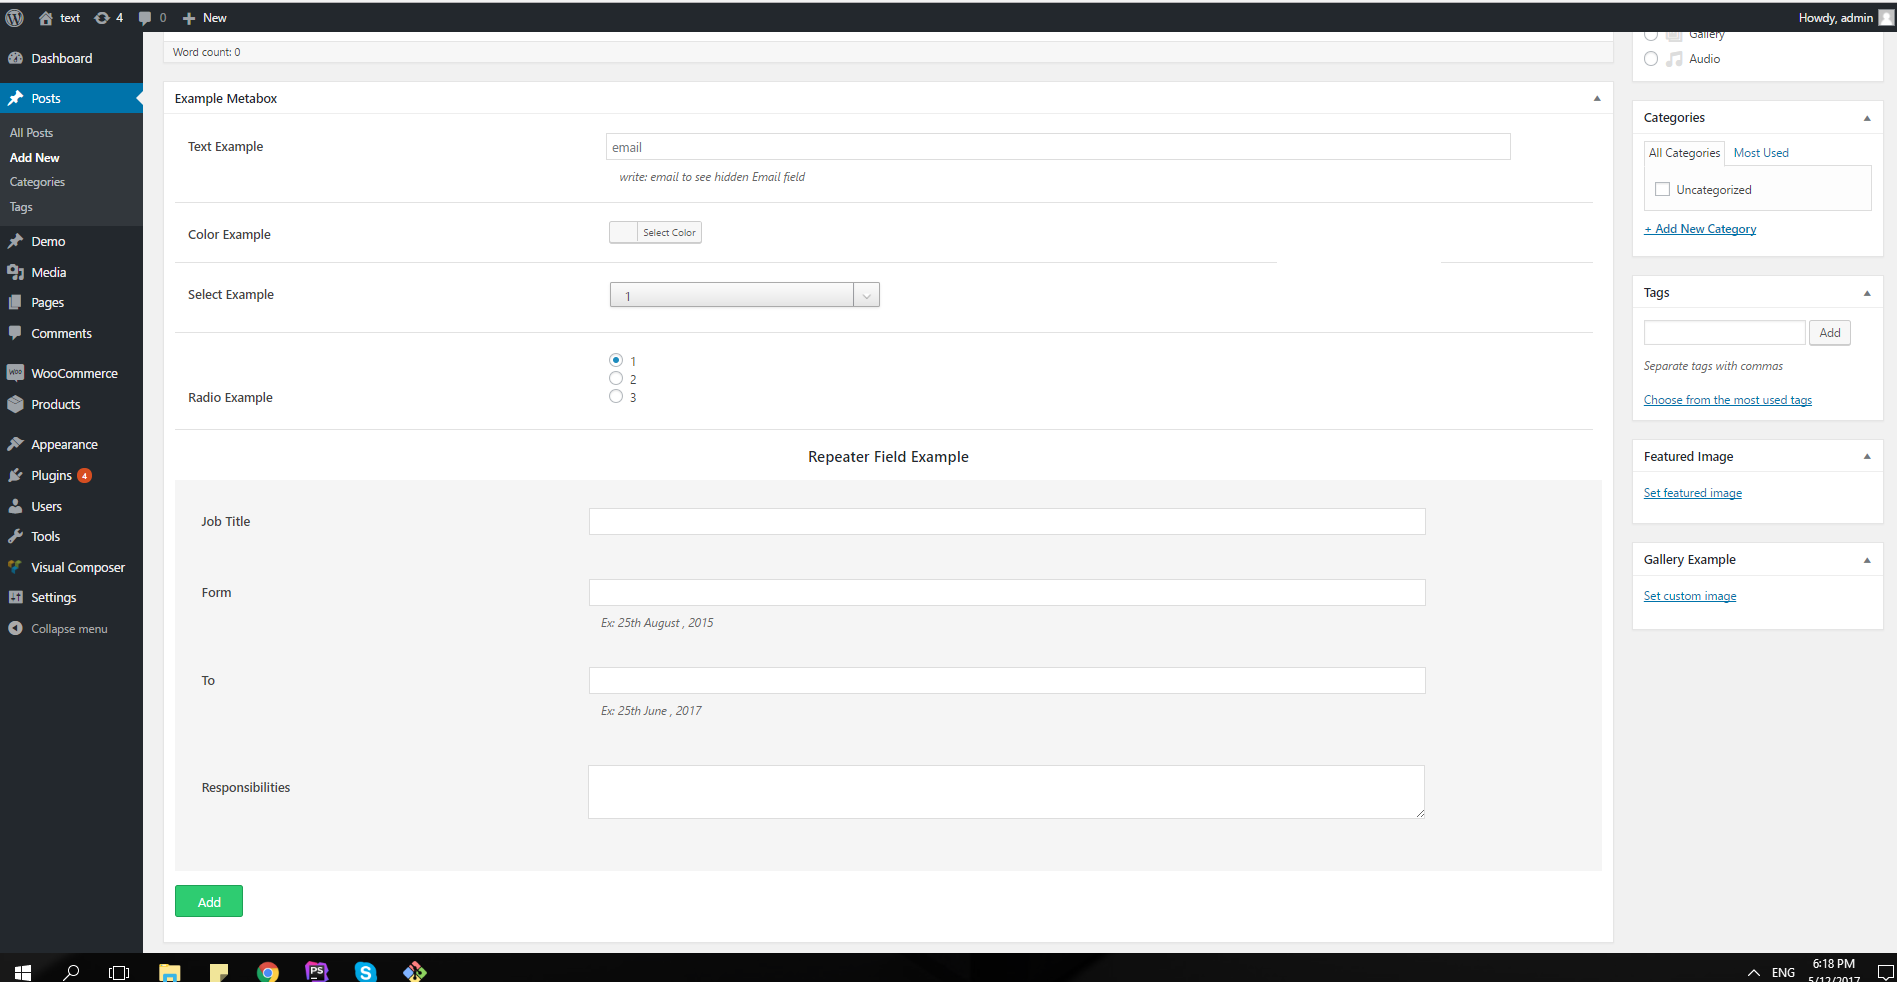 text
4
0
New
Howdy, admin
Dashboard
Posts
All Posts
Add New
Categories
Tags
Demo
Media
Pages
Comments
Woo
WooCommerce
Products
Appearance
Plugins 4
Users
Tools
Visual Composer
Settings
Collapse menu
Word count: 0
Example Metabox
Text Example
email
write: email to see hidden Email field
Color Example
Select Color
Select Example
1
Radio Example
1
2
3
Repeater Field Example
Job Title
Form
Ex: 25th August , 2015
To
Ex: 25th June , 2017
Responsibilities
Add
Gallery
Audio
Categories
All Categories
Most Used
Uncategorized
+ Add New Category
Tags
Add
Separate tags with commas
Choose from the most used tags
Featured Image
Set featured image
Gallery Example
Set custom image
PS
S
ENG
6:18 PM
5/12/2017